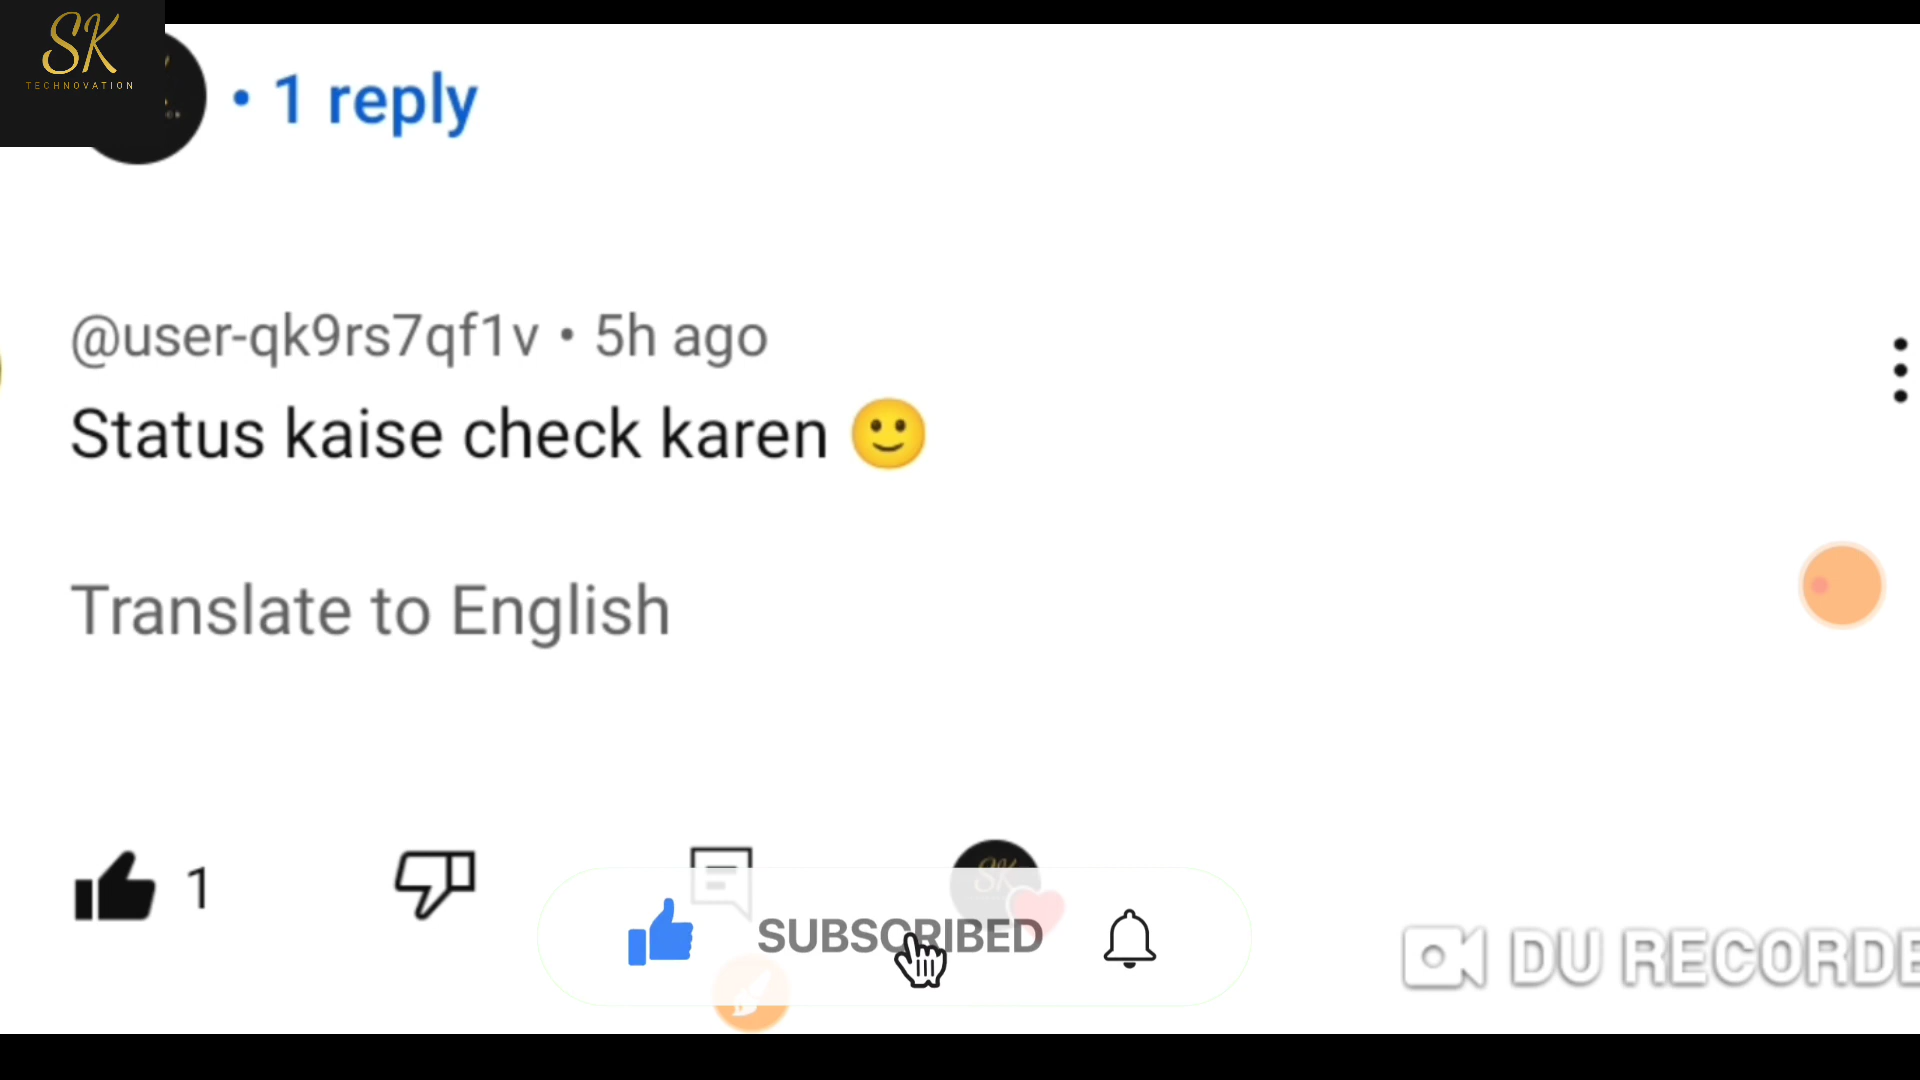 SK
TECHNOVATION
• 1 reply
@user-qk9rs7qf1v • 5h ago
Status kaise check karen 🙂
Translate to English
1
SK
SUBSCRIBED
DU RECORDE